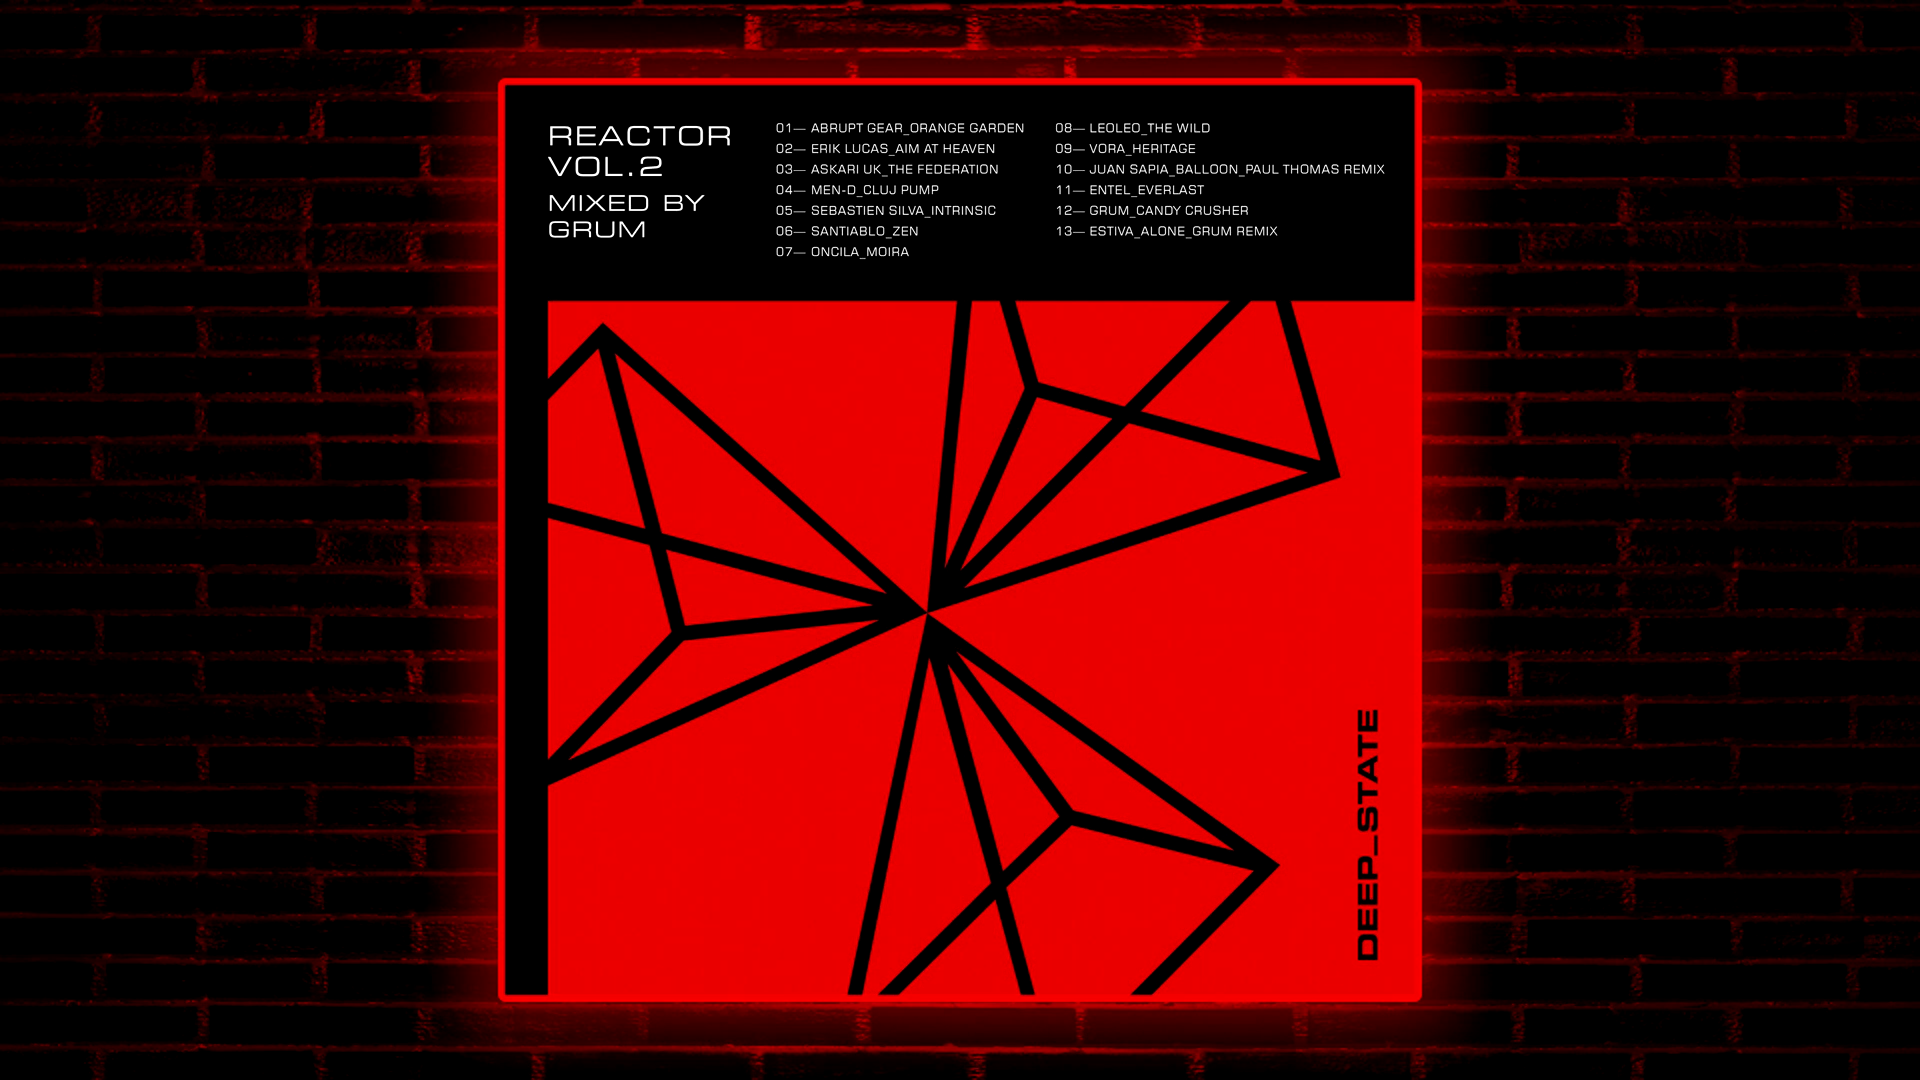 REACTOR
VOL.2
MIXED BY
GRUM
01— ABRUPT GEAR_ORANGE GARDEN
02— ERIK LUCAS_AIM AT HEAVEN
03— ASKARI UK_THE FEDERATION
04— MEN-D_CLUJ PUMP
05— SEBASTIEN SILVA_INTRINSIC
06— SANTIABLO_ZEN
07— ONCILA_MOIRA
08— LEOLEO_THE WILD
09— VORA_HERITAGE
10— JUAN SAPIA_BALLOON_PAUL THOMAS REMIX
11— ENTEL_EVERLAST
12— GRUM_CANDY CRUSHER
13— ESTIVA_ALONE_GRUM REMIX
DEEP_STATE